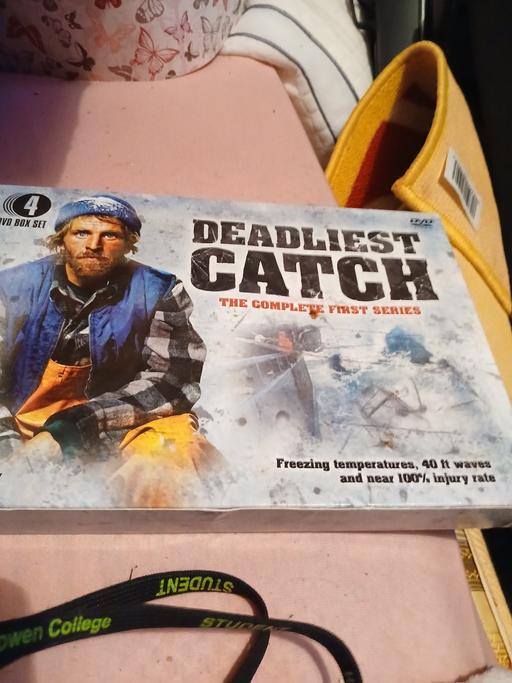 4
DVD BOX SET
DVD
DEADLIEST
CATCH
THE COMPLETE FIRST SERIES
Freezing temperatures, 40 ft waves
and near 100% injury rate
STUDENT
College
STUDENT